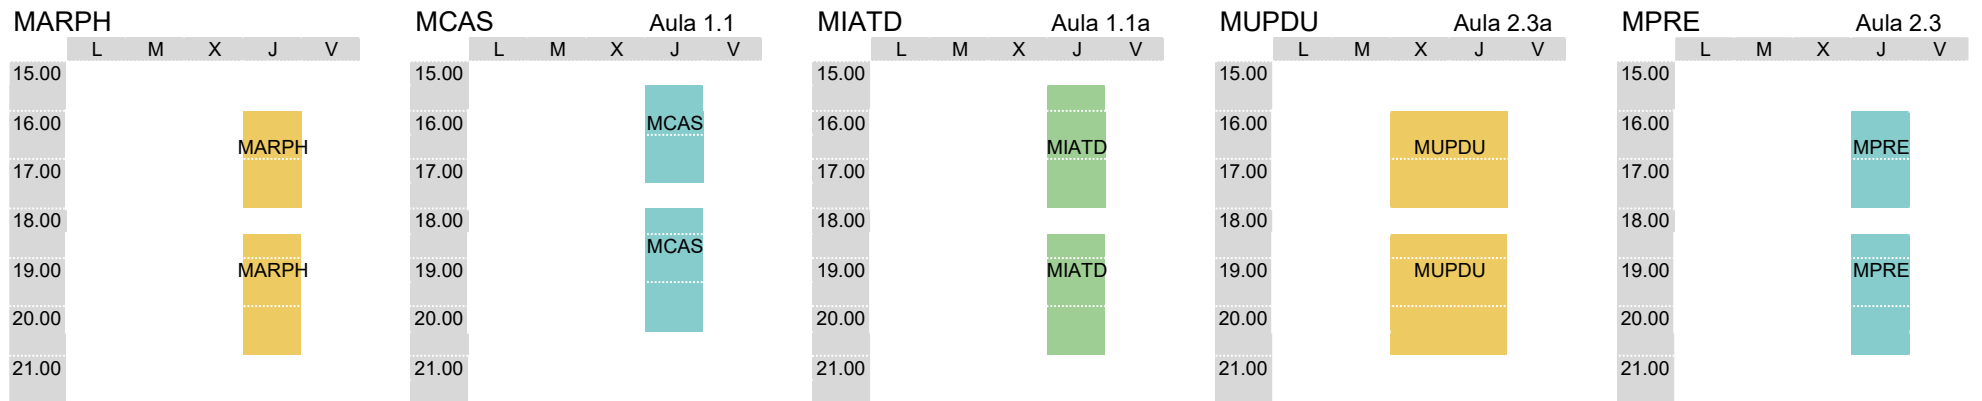 MARPH
L M X J V
15.00
16.00
MARPH
17.00
18.00
19.00
MARPH
20.00
21.00
MCAS Aula 1.1
L M X J V
15.00
16.00 MCAS
17.00
18.00
MCAS
19.00
20.00
21.00
MIATD Aula 1.1a
L M X J V
15.00
16.00
MIATD
17.00
18.00
19.00 MIATD
20.00
21.00
MUPDU Aula 2.3a
L M X J V
15.00
16.00
MUPDU
17.00
18.00
19.00 MUPDU
20.00
21.00
MPRE Aula 2.3
L M X J V
15.00
16.00
MPRE
17.00
18.00
19.00 MPRE
20.00
21.00